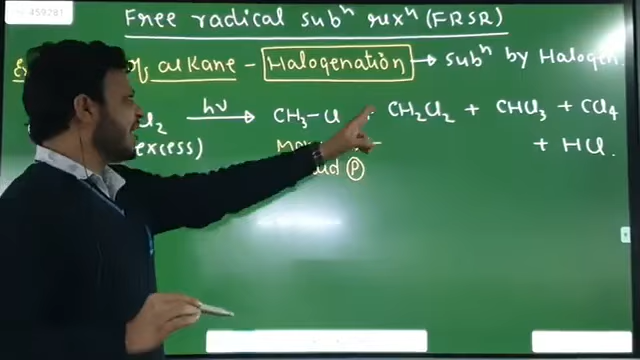 459281
Free radical subⁿ rexⁿ (FRSR)
of alkane - Halogenation → subⁿ by Halogen.
l₂ hν → CH₃-Cl + CH₂Cl₂ + CHCl₃ + CCl₄
excess) + HCl.
Ⓟ